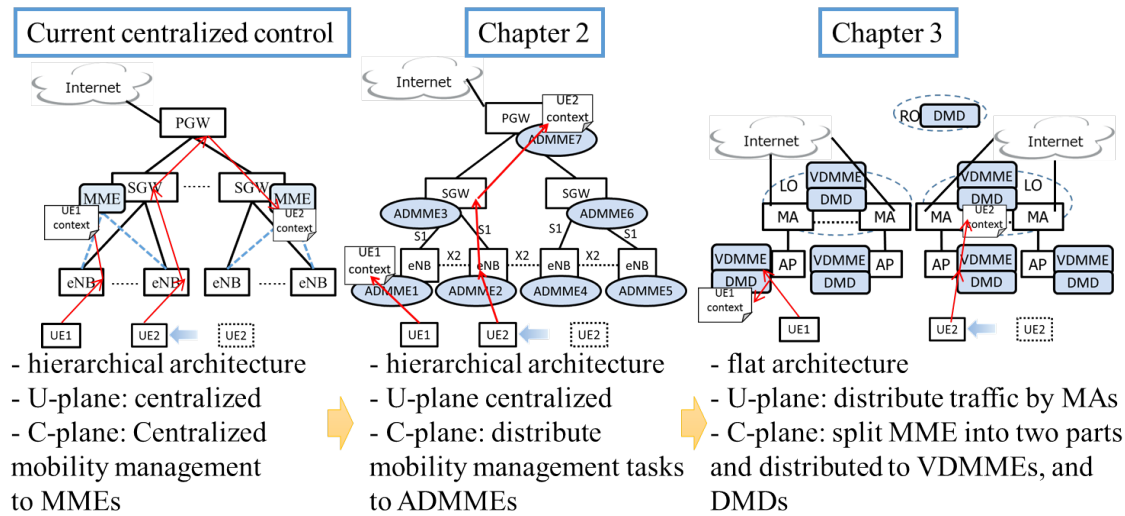 Current centralized control
Internet
PGW
SGW
SGW
MME
MME
UE1
context
UE2
context
eNB
eNB
eNB
eNB
UE1
UE2
UE2
- hierarchical architecture
- U-plane: centralized
- C-plane: Centralized
mobility management
to MMEs
Chapter 2
Internet
UE2
context
PGW
ADMME7
SGW
SGW
ADMME3
ADMME6
S1
S1
S1
S1
UE1
context
eNB
X2
eNB
X2
eNB
X2
eNB
ADMME1
ADMME2
ADMME4
ADMME5
UE1
UE2
UE2
- hierarchical architecture
- U-plane centralized
- C-plane: distribute
mobility management tasks
to ADMMEs
Chapter 3
RO
DMD
Internet
Internet
LO
VDMME
DMD
VDMME
DMD
LO
MA
MA
MA
UE2
context
MA
VDMME
DMD
AP
VDMME
DMD
AP
AP
VDMME
DMD
AP
VDMME
DMD
UE1
context
UE1
UE2
UE2
- flat architecture
- U-plane: distribute traffic by MAs
- C-plane: split MME into two parts
and distributed to VDMMEs, and
DMDs